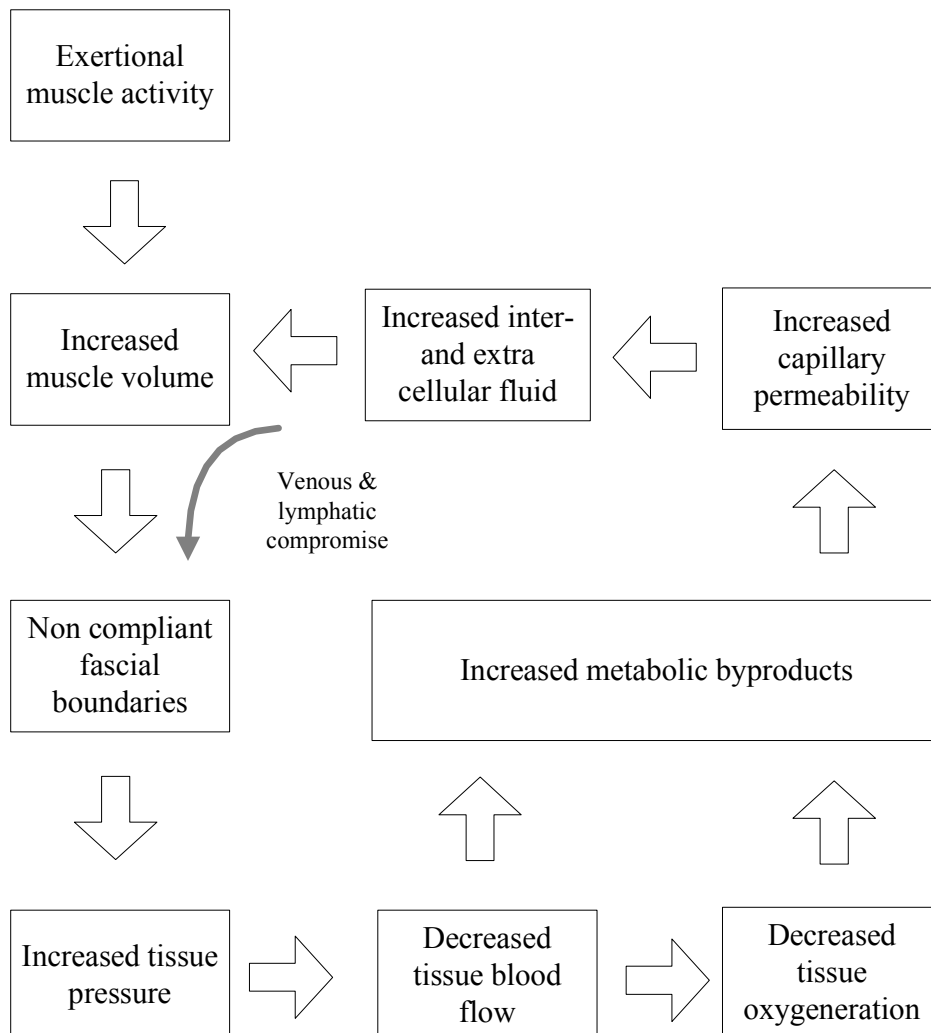 Exertional
muscle activity
Increased
muscle volume
Increased inter-
and extra
cellular fluid
Increased
capillary
permeability
Venous &
lymphatic
compromise
Non compliant
fascial
boundaries
Increased metabolic byproducts
Increased tissue
pressure
Decreased
tissue blood
flow
Decreased
tissue
oxygeneration